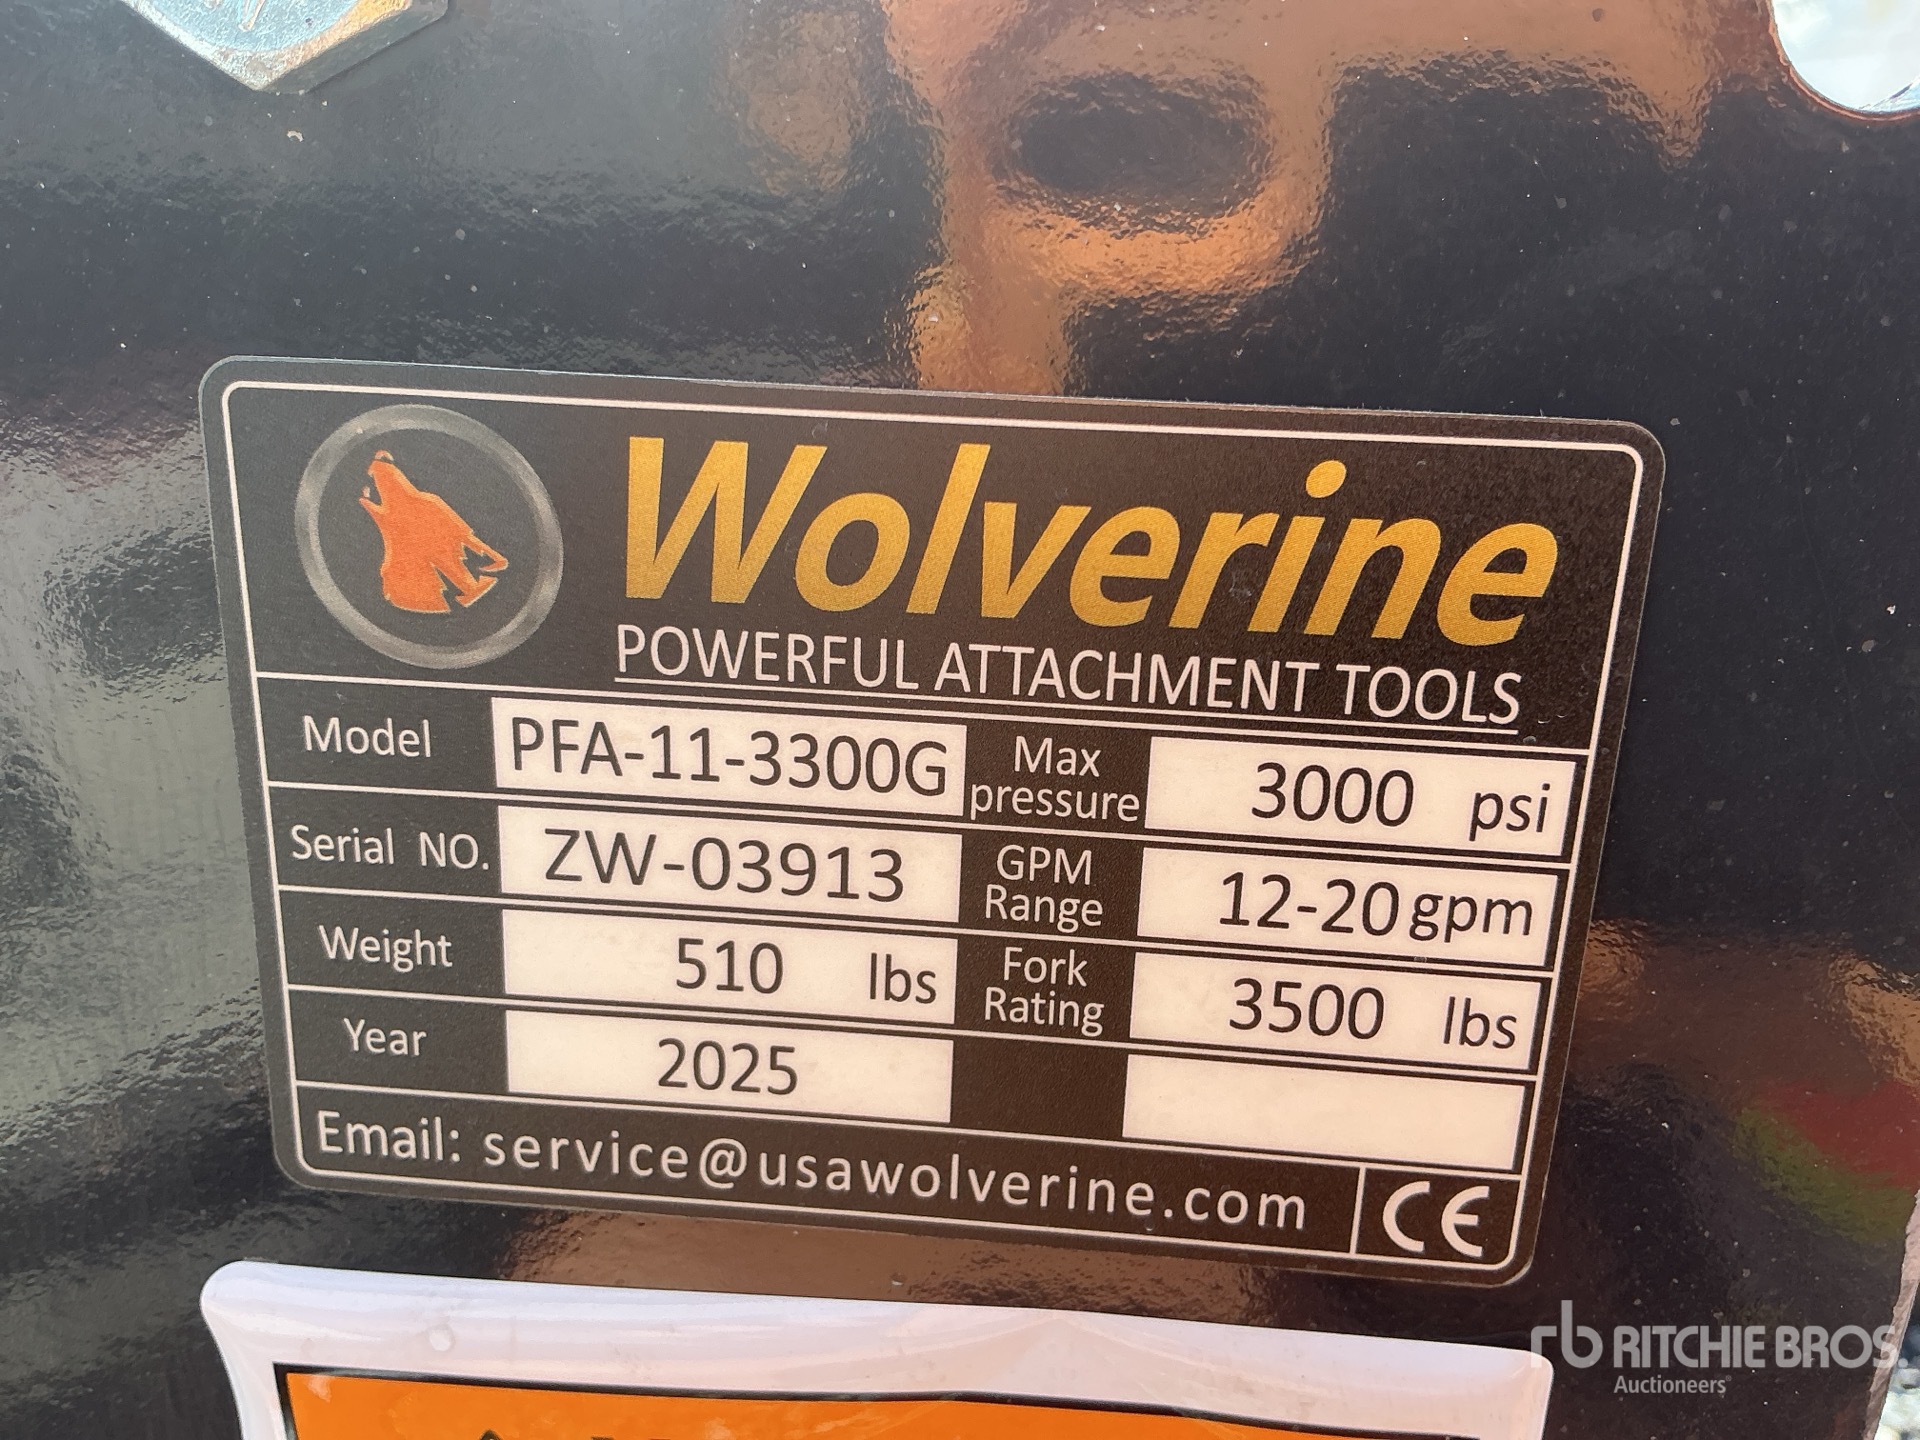 Wolverine
POWERFUL ATTACHMENT TOOLS
Model PFA-11-3300G Max pressure 3000 psi
Serial NO. ZW-03913 GPM Range 12-20 gpm
Weight 510 lbs Fork Rating 3500 lbs
Year 2025
Email: service@usawolverine.com CE
rb RITCHIE BROS.
Auctioneers